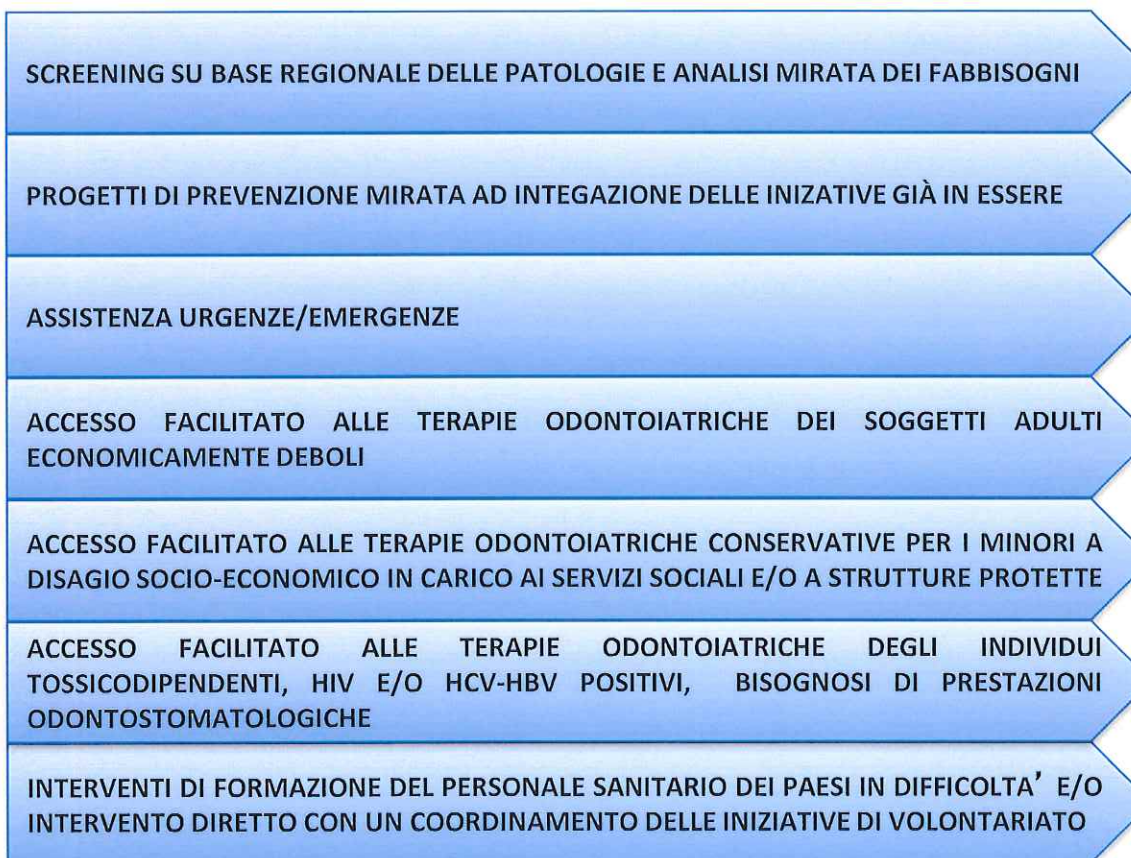 SCREENING SU BASE REGIONALE DELLE PATOLOGIE E ANALISI MIRATA DEI FABBISOGNI
PROGETTI DI PREVENZIONE MIRATA AD INTEGAZIONE DELLE INIZATIVE GIÀ IN ESSERE
ASSISTENZA URGENZE/EMERGENZE
ACCESSO FACILITATO ALLE TERAPIE ODONTOIATRICHE DEI SOGGETTI ADULTI
ECONOMICAMENTE DEBOLI
ACCESSO FACILITATO ALLE TERAPIE ODONTOIATRICHE CONSERVATIVE PER I MINORI A
DISAGIO SOCIO-ECONOMICO IN CARICO AI SERVIZI SOCIALI E/O A STRUTTURE PROTETTE
ACCESSO FACILITATO ALLE TERAPIE ODONTOIATRICHE DEGLI INDIVIDUI
TOSSICODIPENDENTI, HIV E/O HCV-HBV POSITIVI, BISOGNOSI DI PRESTAZIONI
ODONTOSTOMATOLOGICHE
INTERVENTI DI FORMAZIONE DEL PERSONALE SANITARIO DEI PAESI IN DIFFICOLTA' E/O
INTERVENTO DIRETTO CON UN COORDINAMENTO DELLE INIZIATIVE DI VOLONTARIATO